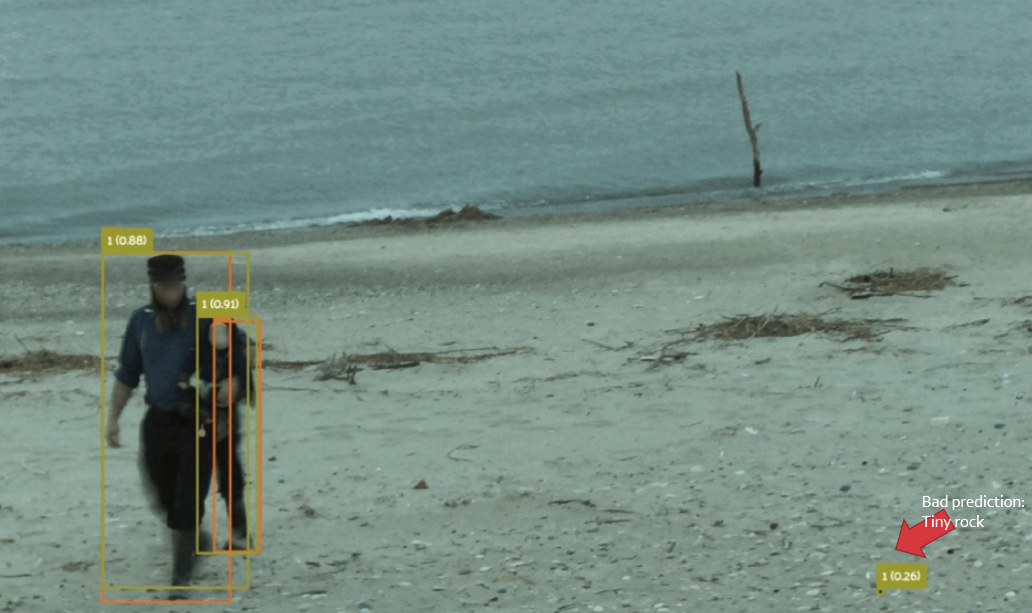 1 (0.88)
1 (0.91)
Bad prediction:
Tiny rock
1 (0.26)